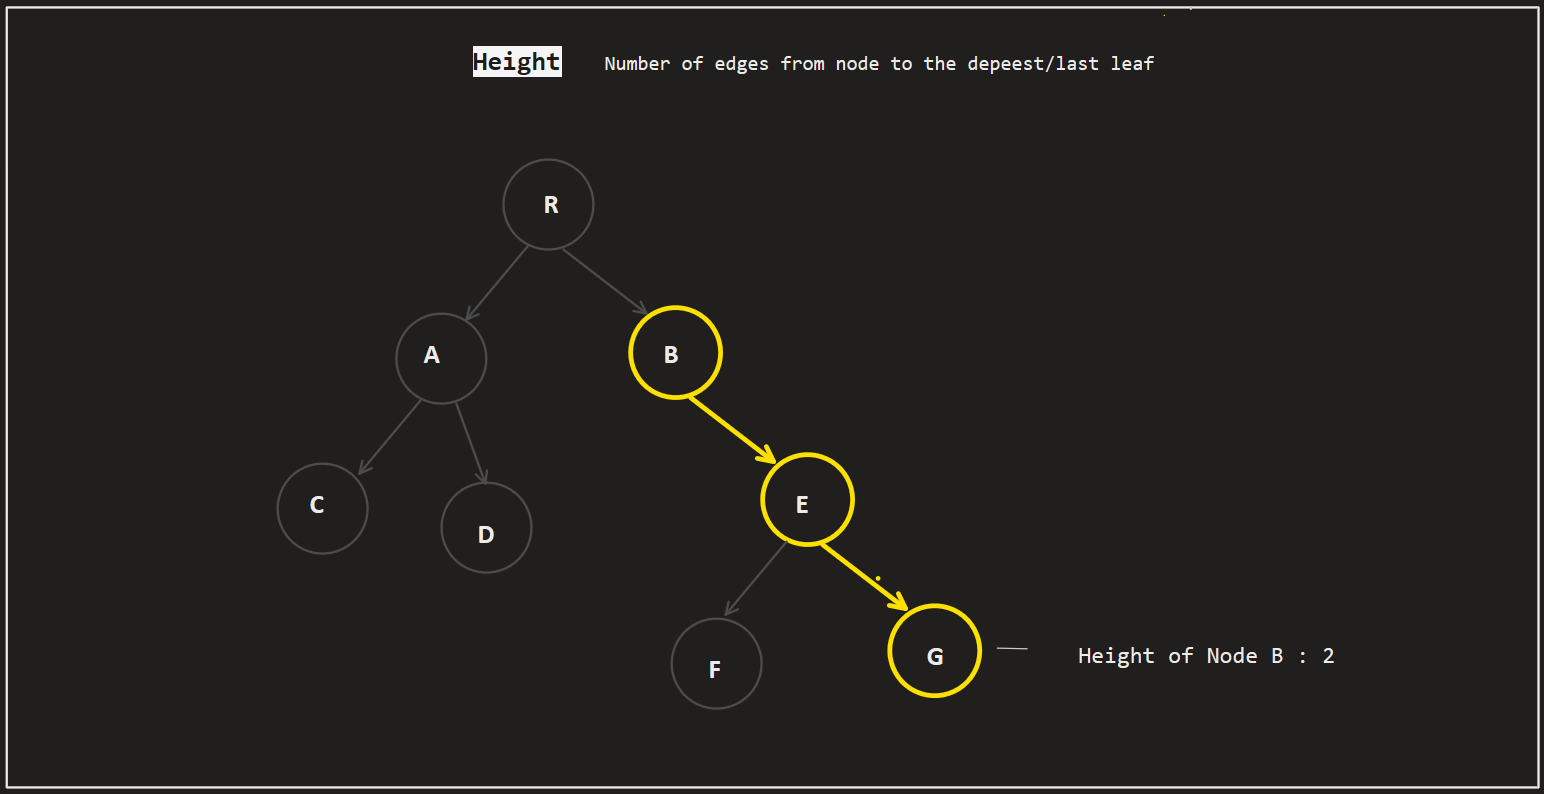 Height Number of edges from node to the depeest/last leaf
R
A
B
C
D
E
F
G
Height of Node B : 2